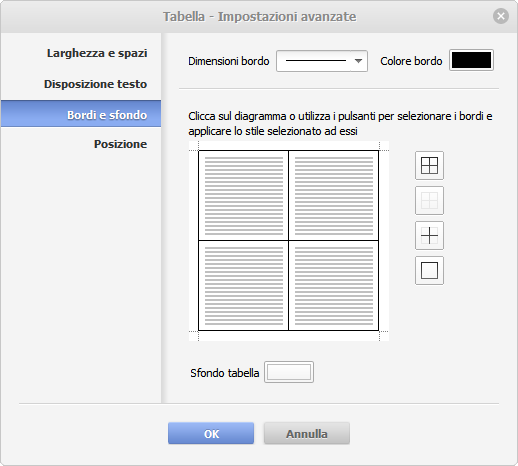 Tabella - Impostazioni avanzate
Larghezza e spazi
Disposizione testo
Bordi e sfondo
Posizione
Dimensioni bordo
Colore bordo
Clicca sul diagramma o utilizza i pulsanti per selezionare i bordi e
applicare lo stile selezionato ad essi
Sfondo tabella
OK
Annulla